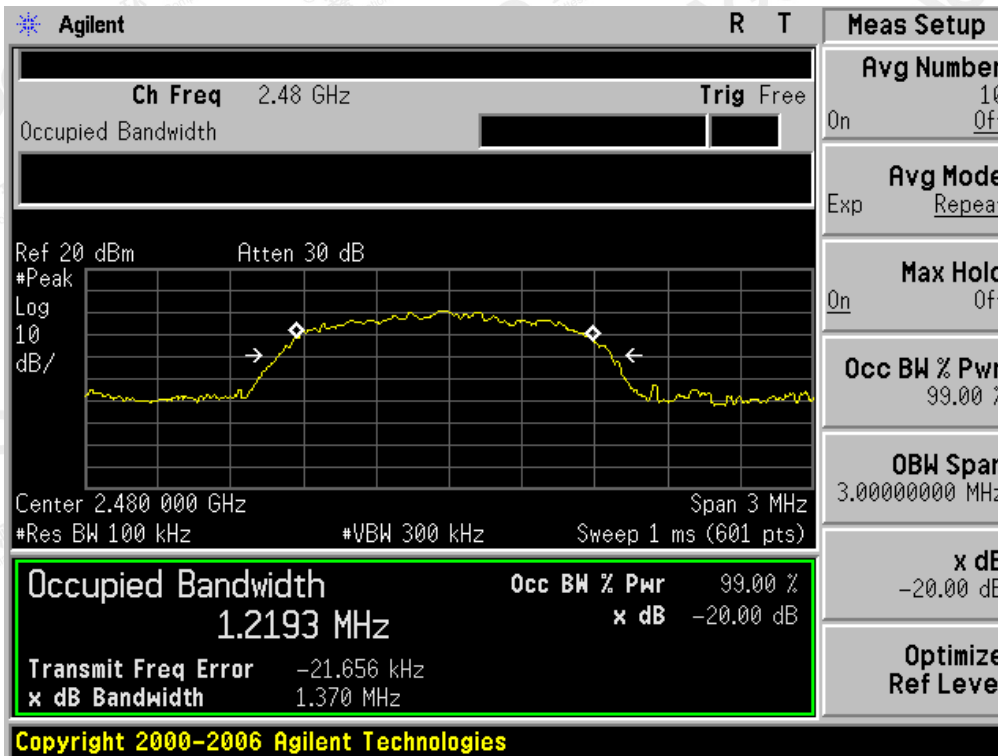 Agilent R T
Ch Freq 2.48 GHz Trig Free
Occupied Bandwidth
Ref 20 dBm Atten 30 dB
#Peak
Log
10
dB/
Center 2.480 000 GHz Span 3 MHz
#Res BW 100 kHz #VBW 300 kHz Sweep 1 ms (601 pts)
Occupied Bandwidth
1.2193 MHz
Occ BW % Pwr 99.00 %
x dB -20.00 dB
Transmit Freq Error -21.656 kHz
x dB Bandwidth 1.370 MHz
Copyright 2000-2006 Agilent Technologies
Meas Setup
Avg Number
10
On Off
Avg Mode
Exp Repeat
Max Hold
On Off
Occ BW % Pwr
99.00 %
OBW Span
3.00000000 MHz
x dB
-20.00 dB
Optimize
Ref Level